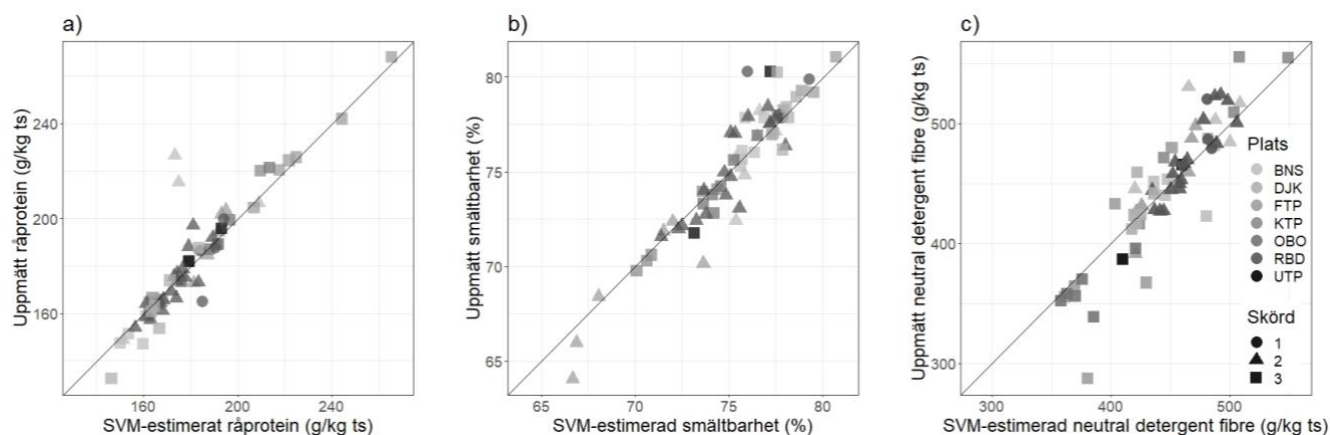 a)
Uppmätt råprotein (g/kg ts)
240
200
160
160
200
240
SVM-estimerat råprotein (g/kg ts)
b)
Uppmätt smältbarhet (%)
80
75
70
65
65
70
75
80
SVM-estimerad smältbarhet (%)
c)
Uppmätt neutral detergent fibre (g/kg ts)
500
400
300
300
400
500
SVM-estimerad neutral detergent fibre (g/kg ts)
Plats
BNS
DJK
FTP
KTP
OBO
RBD
UTP
Skörd
1
2
3